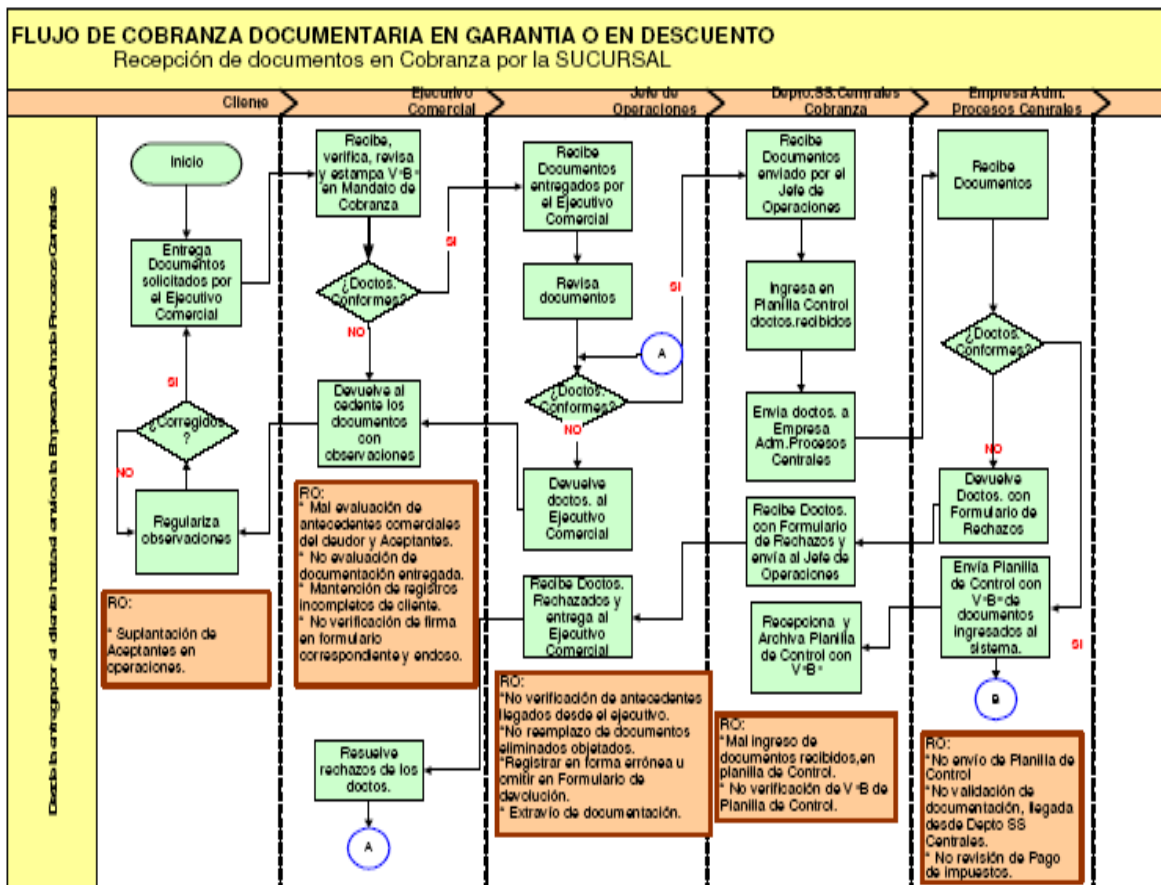 FLUJO DE COBRANZA DOCUMENTARIA EN GARANTIA O EN DESCUENTO
Recepción de documentos en Cobranza por la SUCURSAL
Cliente
Ejecutivo
Comercial
Jefe de
Operaciones
Depto.SS.Centrales
Cobranza
Empresa Adm.
Procesos Centrales
Inicio
Entrega
Documentos
solicitados por
el Ejecutivo
Comercial
SI
¿Corregidos
?
NO
Regulariza
observaciones
RO:
* Suplantación de
Aceptantes en
operaciones.
Recibe,
verifica, revisa
y estampa V°B°
en Mandato de
Cobranza
SI
¿Doctos.
Conformes?
NO
Devuelve al
cedente los
documentos
con
observaciones
RO:
* Mal evaluación de
antecedentes comerciales
del deudor y Aceptantes.
* No evaluación de
documentación entregada.
* Mantención de registros
incompletos de cliente.
* No verificación de firma
en formulario
correspondiente y endoso.
Resuelve
rechazos de los
doctos.
A
Recibe
Documentos
entregados por
el Ejecutivo
Comercial
Revisa
documentos
SI
A
¿Doctos.
Conformes?
NO
Devuelve
doctos. al
Ejecutivo
Comercial
Recibe Doctos.
Rechazados y
entrega al
Ejecutivo
Comercial
RO:
*No verificación de antecedentes
llegados desde el ejecutivo.
*No reemplazo de documentos
eliminados objetados.
*Registrar en forma errónea u
omitir en Formulario de
devolución.
* Extravío de documentación.
Recibe
Documentos
enviado por el
Jefe de
Operaciones
Ingresa en
Planilla Control
doctos.recibidos
Envía doctos. a
Empresa
Adm.Procesos
Centrales
Recibe Doctos.
con Formulario
de Rechazos y
envía al Jefe de
Operaciones
Recepciona y
Archiva Planilla
de Control con
V°B°
RO:
*Mal ingreso de
documentos recibidos,en
planilla de Control.
* No verificación de V°B de
Planilla de Control.
Recibe
Documentos
¿Doctos.
Conformes?
NO
Devuelve
Doctos. con
Formulario de
Rechazos
Envía Planilla
de Control con
V°B° de
documentos
ingresados al
sistema.
SI
B
RO:
*No envío de Planilla de
Control
*No validación de
documentación, llegada
desde Depto SS
Centrales.
* No revisión de Pago
de impuestos.